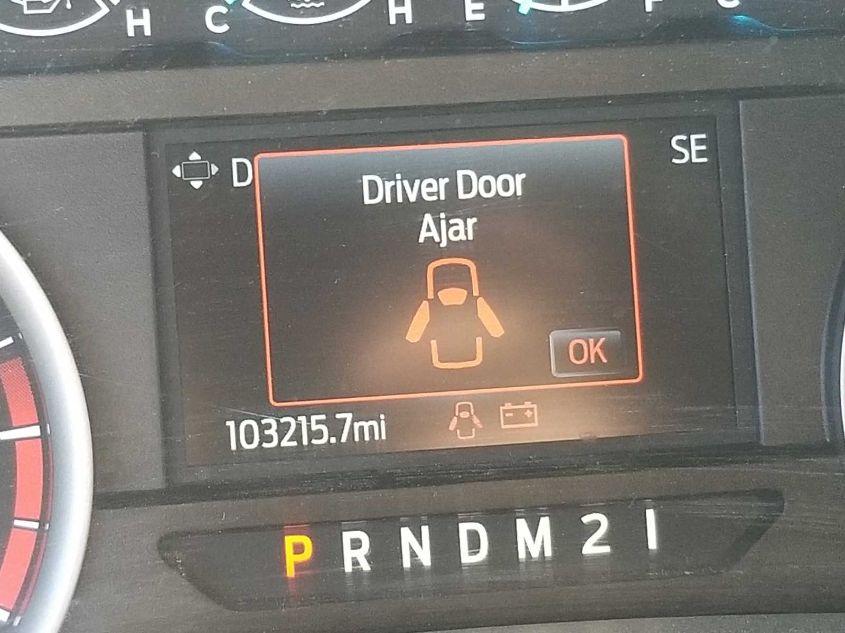 H C H E F C
D
SE
Driver Door
Ajar
OK
103215.7mi
P R N D M 2 1